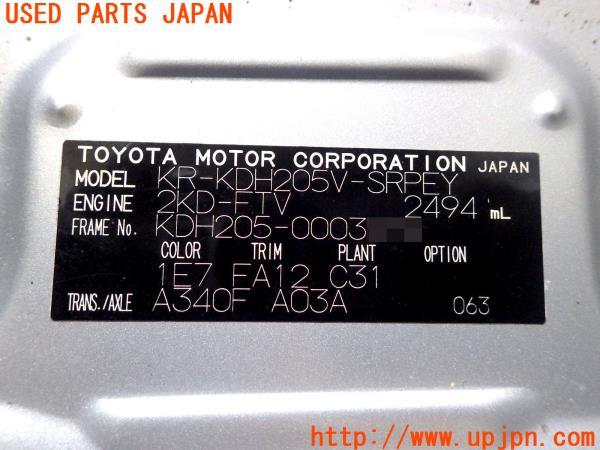 USED PARTS JAPAN
TOYOTA MOTOR CORPORATION JAPAN
MODEL KR-KDH205V-SRPEY
ENGINE 2KD-FTV 2494 mL
FRAME No. KDH205-0003
COLOR TRIM PLANT OPTION
1E7 FA12 C31
TRANS./AXLE A340F A03A 063
http://www.upjpn.com/